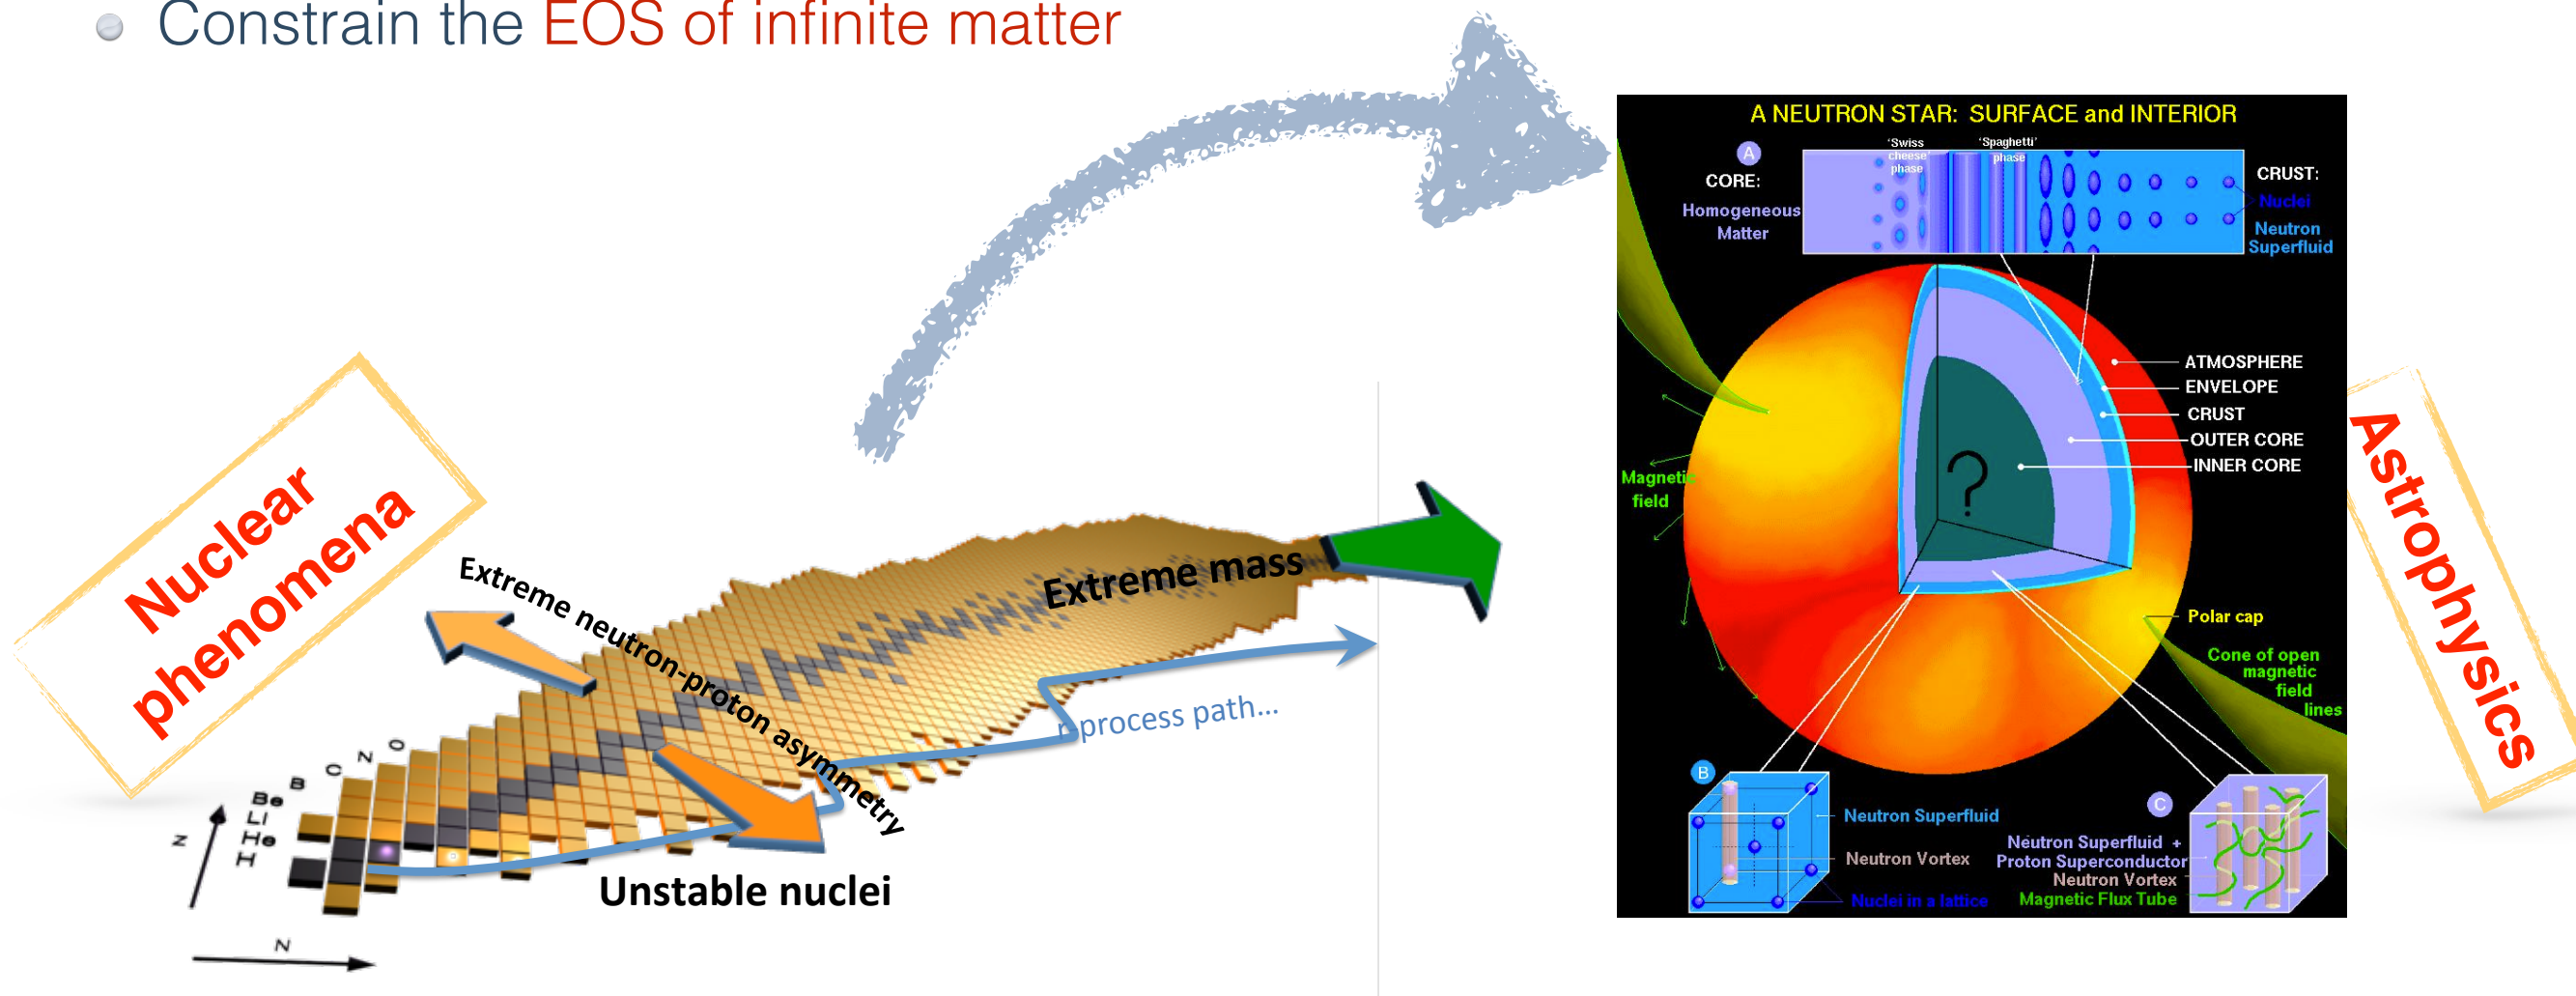 Constrain the EOS of infinite matter
Nuclear
phenomena
Extreme neutron-proton asymmetry
Extreme mass
r-process path...
Unstable nuclei
O
N
C
B
Be
LI
He
H
Z
N
A NEUTRON STAR: SURFACE and INTERIOR
A
'Swiss
cheese'
phase
'Spaghetti'
phase
CORE:
Homogeneous
Matter
CRUST:
Nuclei
Neutron
Superfluid
ATMOSPHERE
ENVELOPE
CRUST
OUTER CORE
INNER CORE
?
Magnetic
field
Polar cap
Cone of open
magnetic
field
lines
B
Neutron Superfluid
Neutron Vortex
Nuclei in a lattice
C
Neutron Superfluid +
Proton Superconductor
Neutron Vortex
Magnetic Flux Tube
Astrophysics